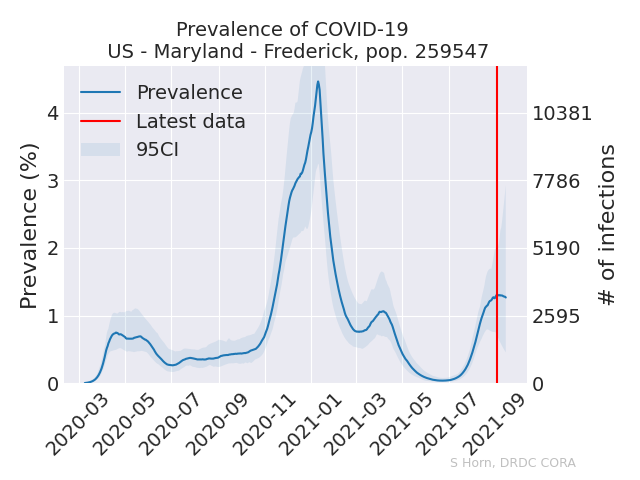 Prevalence of COVID-19
US - Maryland - Frederick, pop. 259547
Prevalence
Latest data
95CI
Prevalence (%)
4
3
2
1
0
10381
7786
5190
2595
0
# of infections
2020-03
2020-05
2020-07
2020-09
2020-11
2021-01
2021-03
2021-05
2021-07
2021-09
S Horn, DRDC CORA